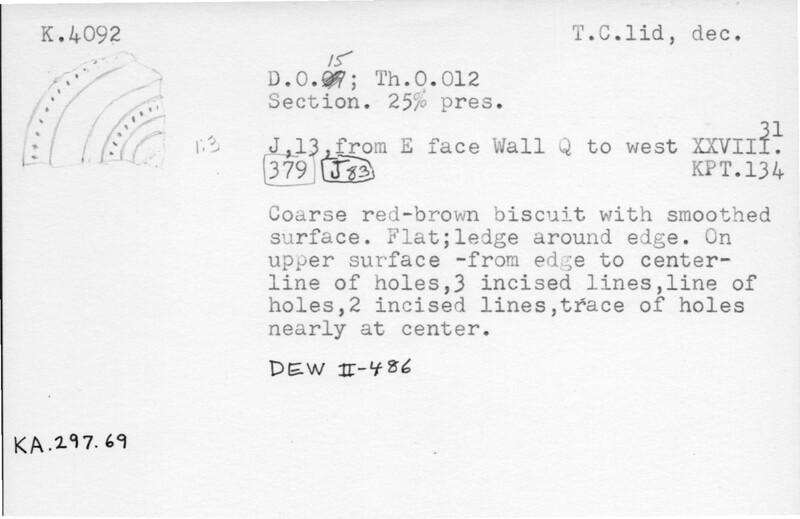 K.4092
T.C.lid, dec.
15
D.O. ; Th.O.012
Section. 25% pres.
1:3
31
J,13,from E face Wall Q to west XXVIII.
379 J83 KPT.134
Coarse red-brown biscuit with smoothed
surface. Flat;ledge around edge. On
upper surface -from edge to center-
line of holes,3 incised lines,line of
holes,2 incised lines,trace of holes
nearly at center.
DEW II-486
KA.297.69